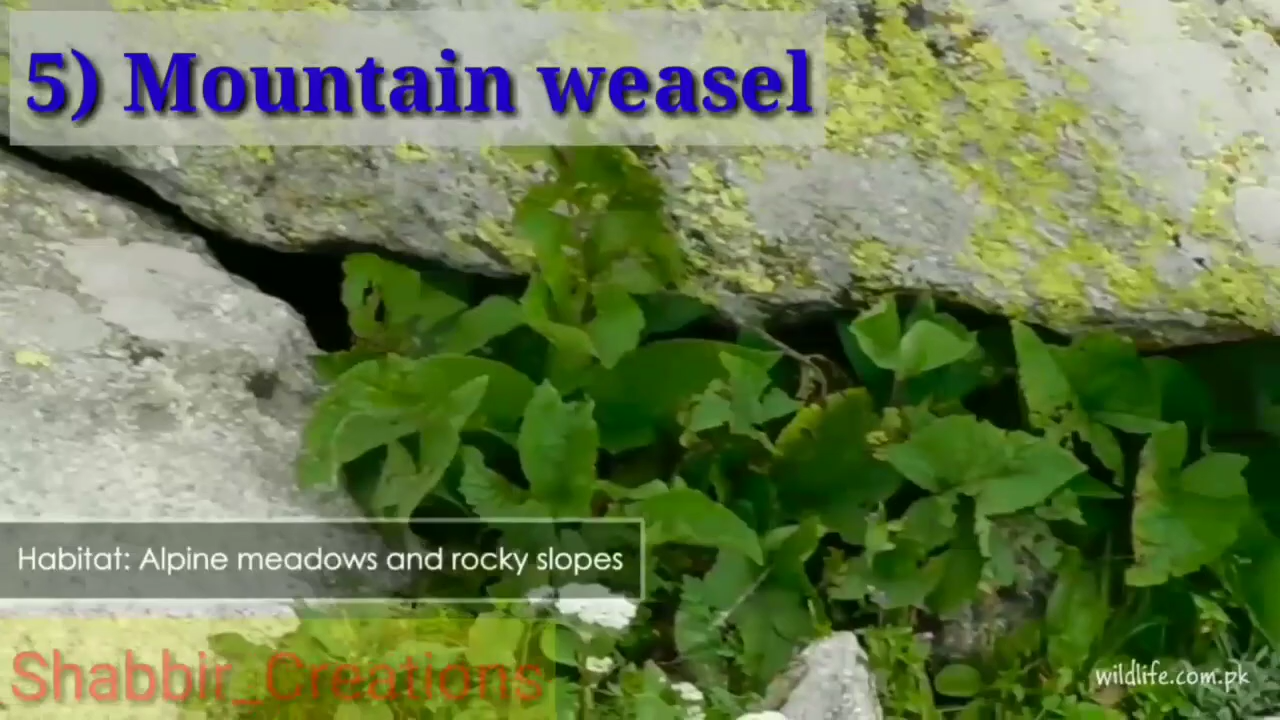 5) Mountain weasel
Habitat: Alpine meadows and rocky slopes
Shabbir_Creations
wildlife.com.pk